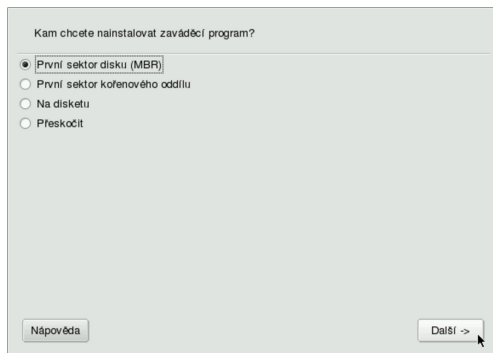 Kam chcete nainstalovat zaváděcí program?
První sektor disku (MBR)
První sektor kořenového oddílu
Na disketu
Přeskočit
Nápověda
Další ->